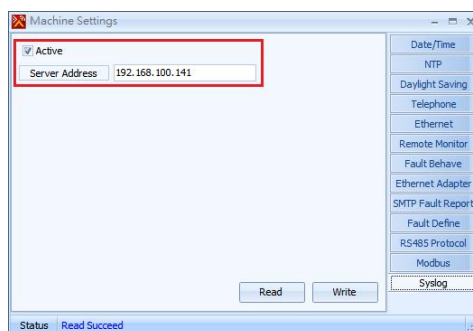 Machine Settings
Active
Server Address 192.168.100.141
Date/Time
NTP
Daylight Saving
Telephone
Ethernet
Remote Monitor
Fault Behave
Ethernet Adapter
SMTP Fault Report
Fault Define
RS485 Protocol
Modbus
Syslog
Read Write
Status Read Succeed